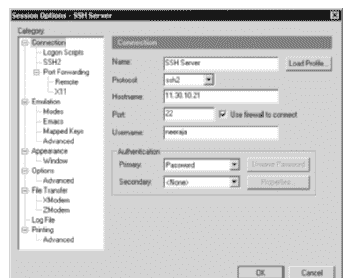 Session Options - SSH Server
Category:
Connection
Logon Scripts
SSH2
Port Forwarding
Remote
X11
Emulation
Modes
Emacs
Mapped Keys
Advanced
Appearance
Window
Options
Advanced
File Transfer
XModem
ZModem
Log File
Printing
Advanced
Connection
Name: SSH Server Load Profile...
Protocol: ssh2
Hostname: 11.30.10.21
Port: 22 Use firewall to connect
Username: neeraja
Authentication
Primary: Password Unsave Password
Secondary: <None> Properties...
OK Cancel